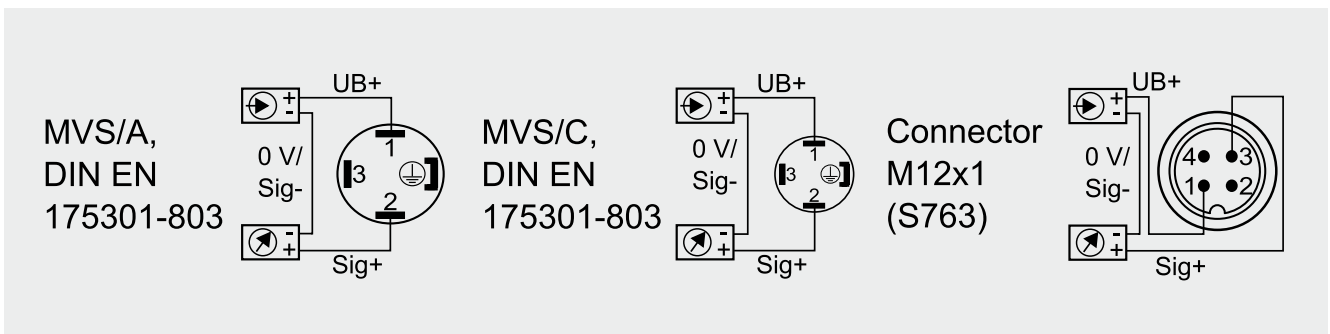 MVS/A,
DIN EN
175301-803
UB+
+
-
0 V/
Sig-
-
+
Sig+
1
3
2
MVS/C,
DIN EN
175301-803
UB+
+
-
0 V/
Sig-
-
+
Sig+
1
3
2
Connector
M12x1
(S763)
UB+
+
-
0 V/
Sig-
-
+
Sig+
4 3
1 2